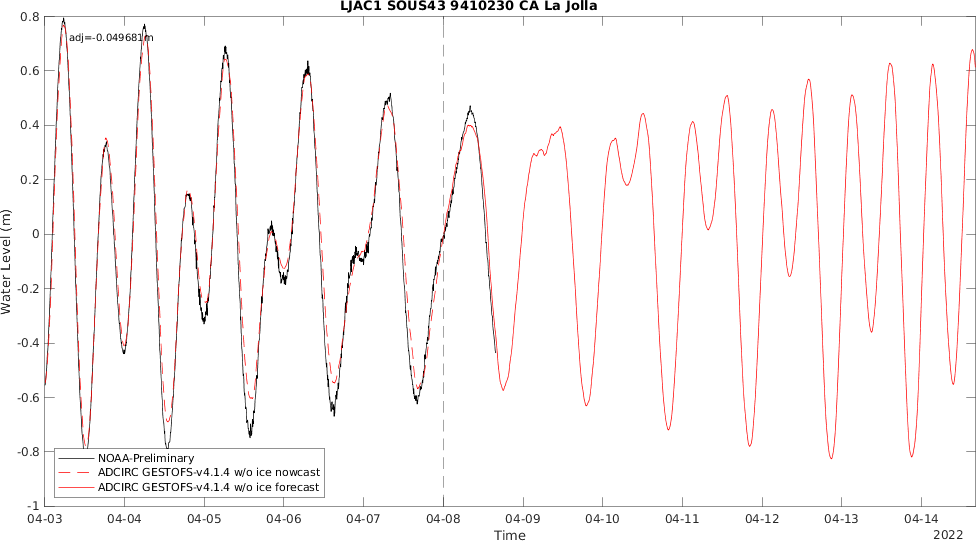 LJAC1 SOUS43 9410230 CA La Jolla
adj=-0.049681m
Water Level (m)
0.8
0.6
0.4
0.2
0
-0.2
-0.4
-0.6
-0.8
-1
NOAA-Preliminary
ADCIRC GESTOFS-v4.1.4 w/o ice nowcast
ADCIRC GESTOFS-v4.1.4 w/o ice forecast
04-03 04-04 04-05 04-06 04-07 04-08 04-09 04-10 04-11 04-12 04-13 04-14
Time
2022